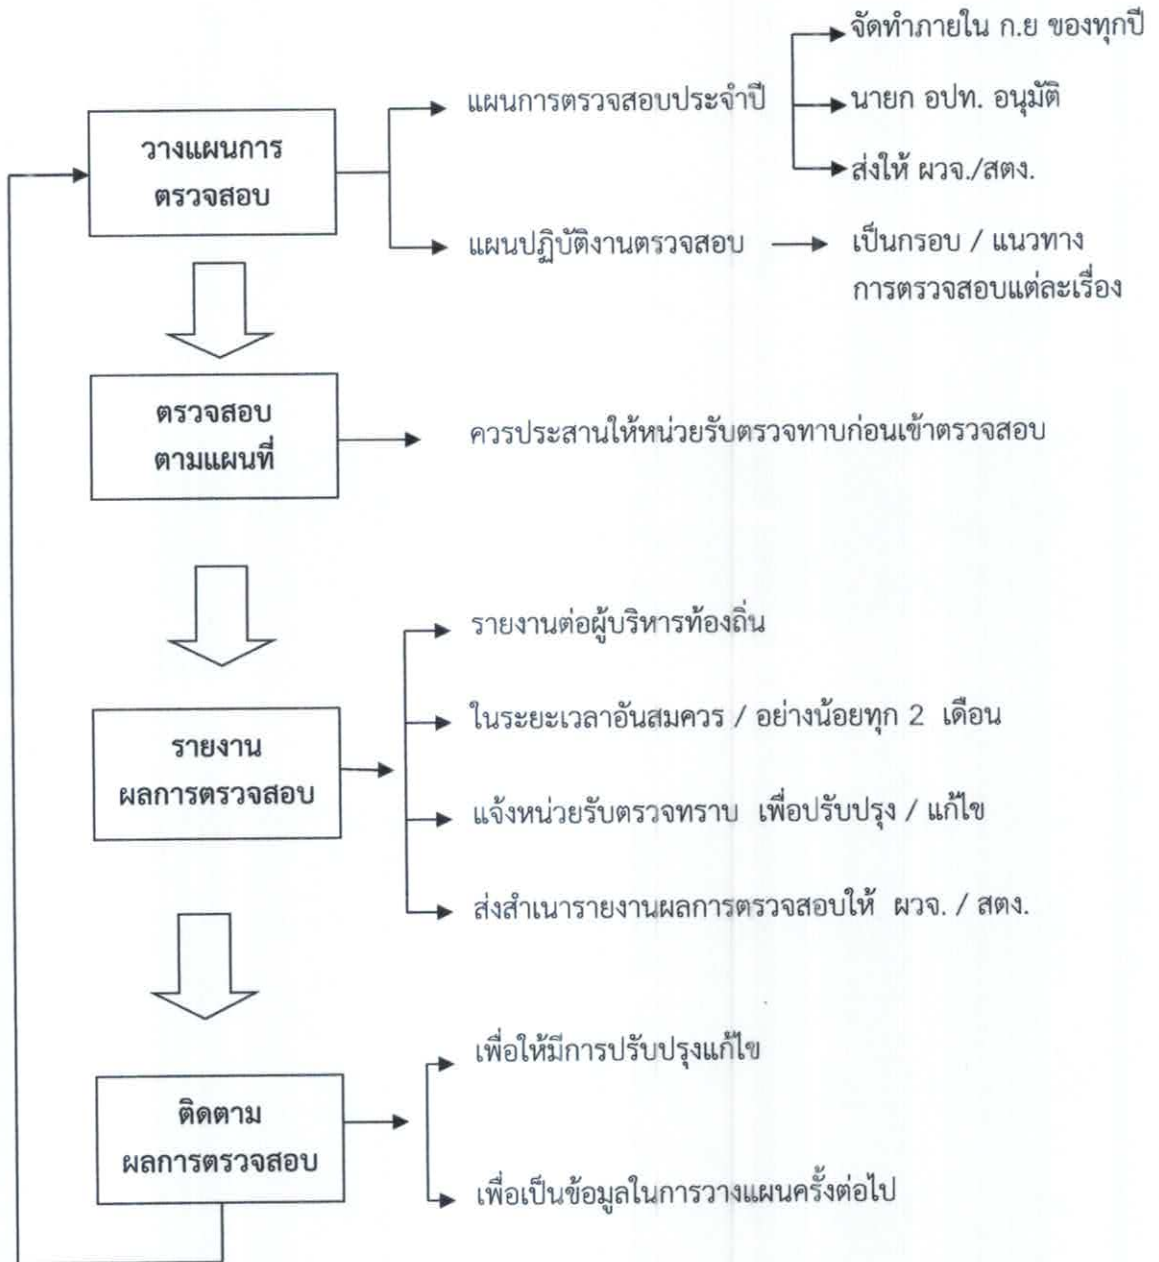 วางแผนการ
ตรวจสอบ
แผนการตรวจสอบประจำปี
จัดทำภายใน ก.ย ของทุกปี
นายก อปท. อนุมัติ
ส่งให้ ผวจ./สตง.
แผนปฏิบัติงานตรวจสอบ
เป็นกรอบ / แนวทาง
การตรวจสอบแต่ละเรื่อง
ตรวจสอบ
ตามแผนที่
ควรประสานให้หน่วยรับตรวจทาบก่อนเข้าตรวจสอบ
รายงาน
ผลการตรวจสอบ
รายงานต่อผู้บริหารท้องถิ่น
ในระยะเวลาอันสมควร / อย่างน้อยทุก 2 เดือน
แจ้งหน่วยรับตรวจทราบ เพื่อปรับปรุง / แก้ไข
ส่งสำเนารายงานผลการตรวจสอบให้ ผวจ. / สตง.
ติดตาม
ผลการตรวจสอบ
เพื่อให้มีการปรับปรุงแก้ไข
เพื่อเป็นข้อมูลในการวางแผนครั้งต่อไป